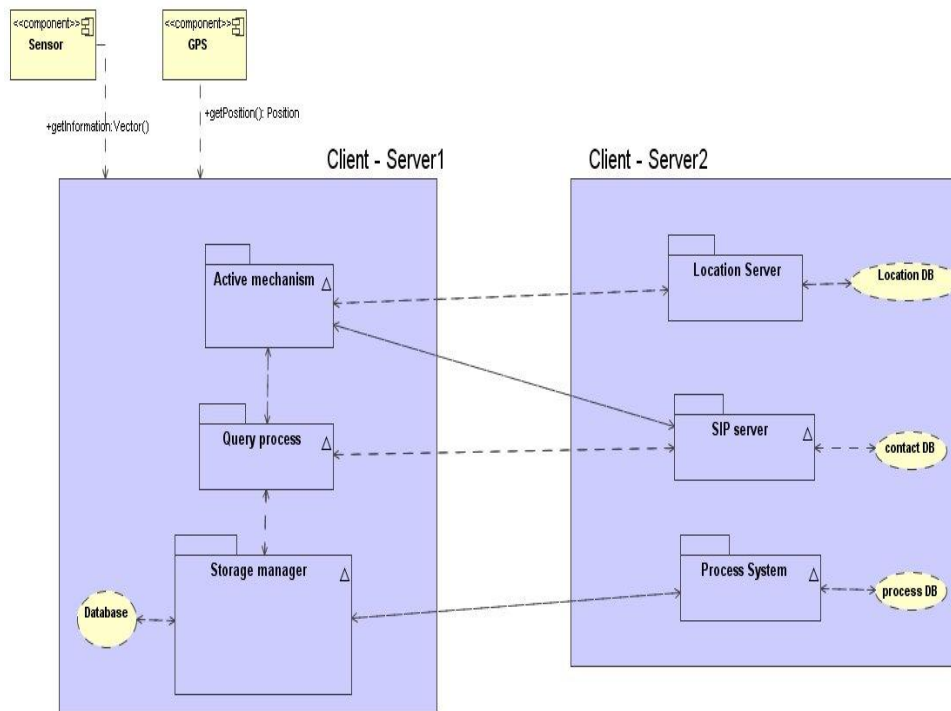 <<component>>
Sensor
<<component>>
GPS
+getInformation:Vector()
+getPosition(): Position
Client - Server1
Client - Server2
Active mechanism
Location Server
Location DB
Query process
SIP server
contact DB
Storage manager
Process System
Database
process DB